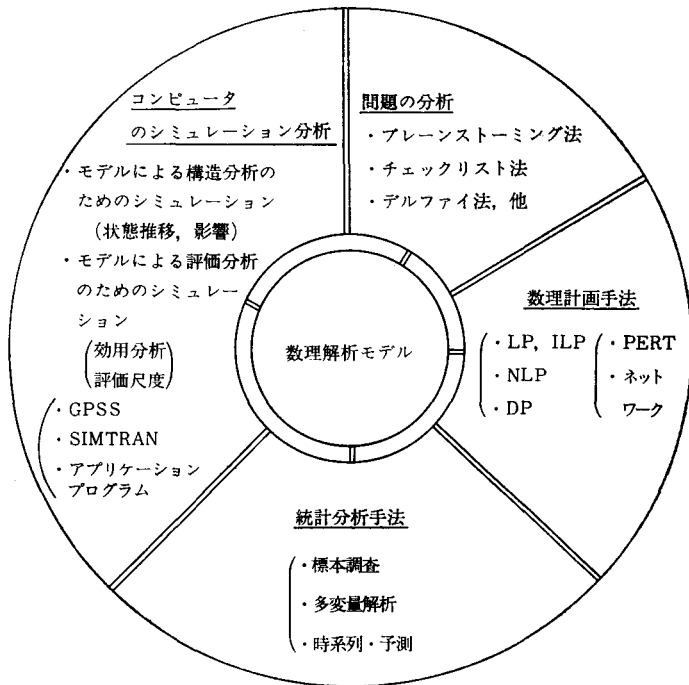 コンピュータ
のシミュレーション分析
・モデルによる構造分析の
ためのシミュレーション
（状態推移，影響）
・モデルによる評価分析
のためのシミュレー
ション
（効用分析
評価尺度）
・GPSS
・SIMTRAN
・アプリケーション
プログラム
問題の分析
・ブレーンストーミング法
・チェックリスト法
・デルファイ法，他
数理計画手法
・LP，ILP
・NLP
・DP
・PERT
・ネット
ワーク
統計分析手法
・標本調査
・多変量解析
・時系列・予測
数理解析モデル